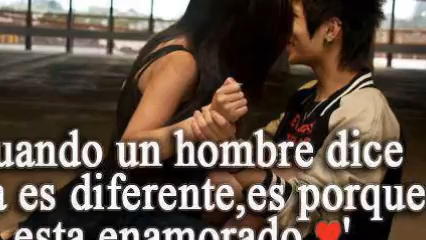 uando un hombre dice
a es diferente,es porque
esta enamorado ❤'